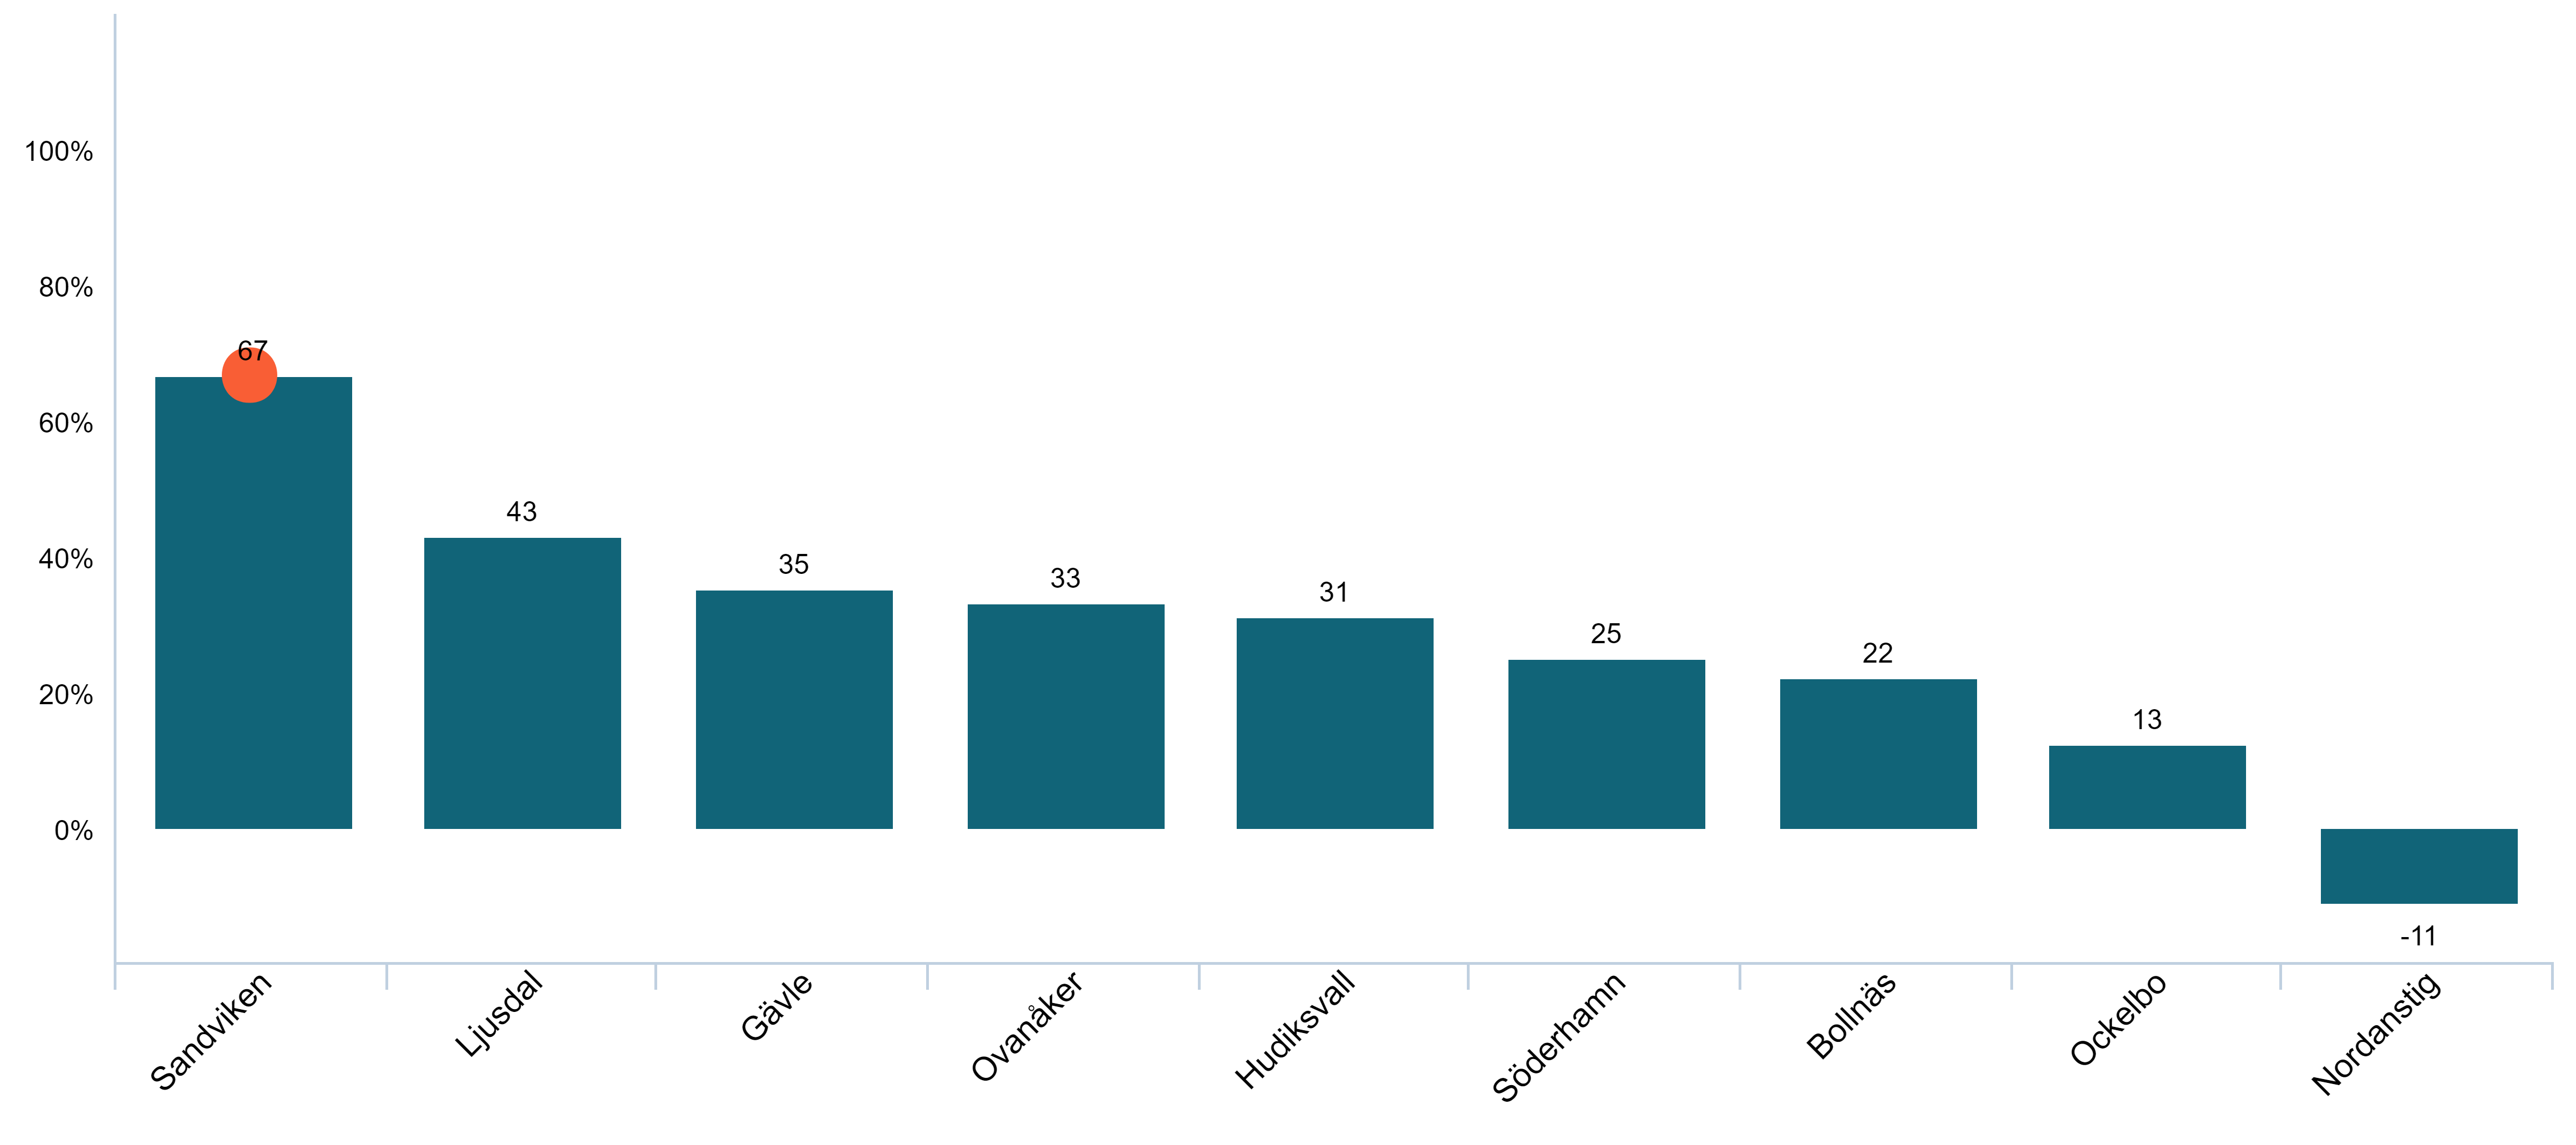 100%
80%
60%
40%
20%
0%
67
43
35
33
31
25
22
13
-11
Sandviken
Ljusdal
Gävle
Ovanåker
Hudiksvall
Söderhamn
Bollnäs
Ockelbo
Nordanstig